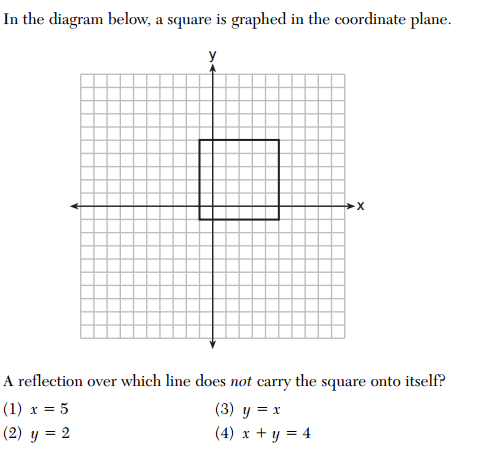 In the diagram below, a square is graphed in the coordinate plane.
y
x
A reflection over which line does not carry the square onto itself?
(1) x = 5
(3) y = x
(2) y = 2
(4) x + y = 4